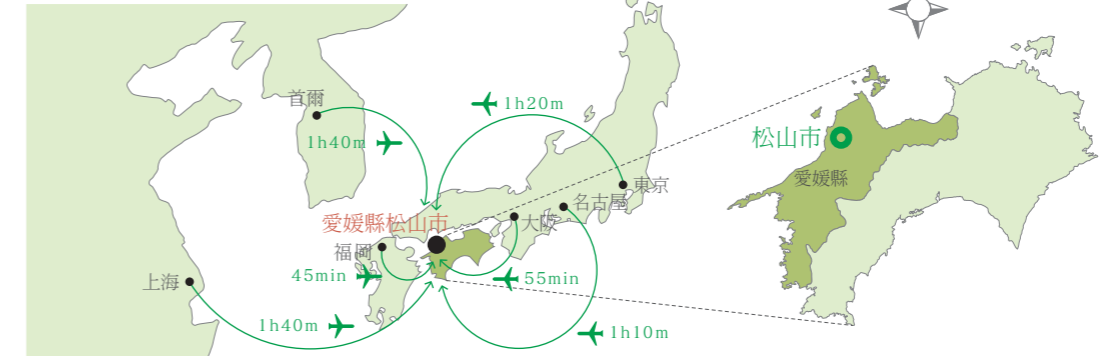 首爾
1h40m
1h20m
東京
名古屋
大阪
愛媛縣松山市
福岡
45min
55min
上海
1h40m
1h10m
松山市
愛媛縣